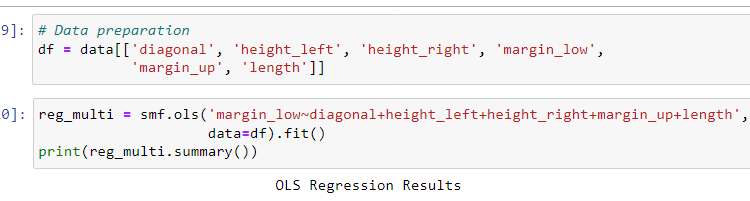 9]: # Data preparation
df = data[['diagonal', 'height_left', 'height_right', 'margin_low',
'margin_up', 'length']]
0]: reg_multi = smf.ols('margin_low~diagonal+height_left+height_right+margin_up+length',
data=df).fit()
print(reg_multi.summary())
OLS Regression Results